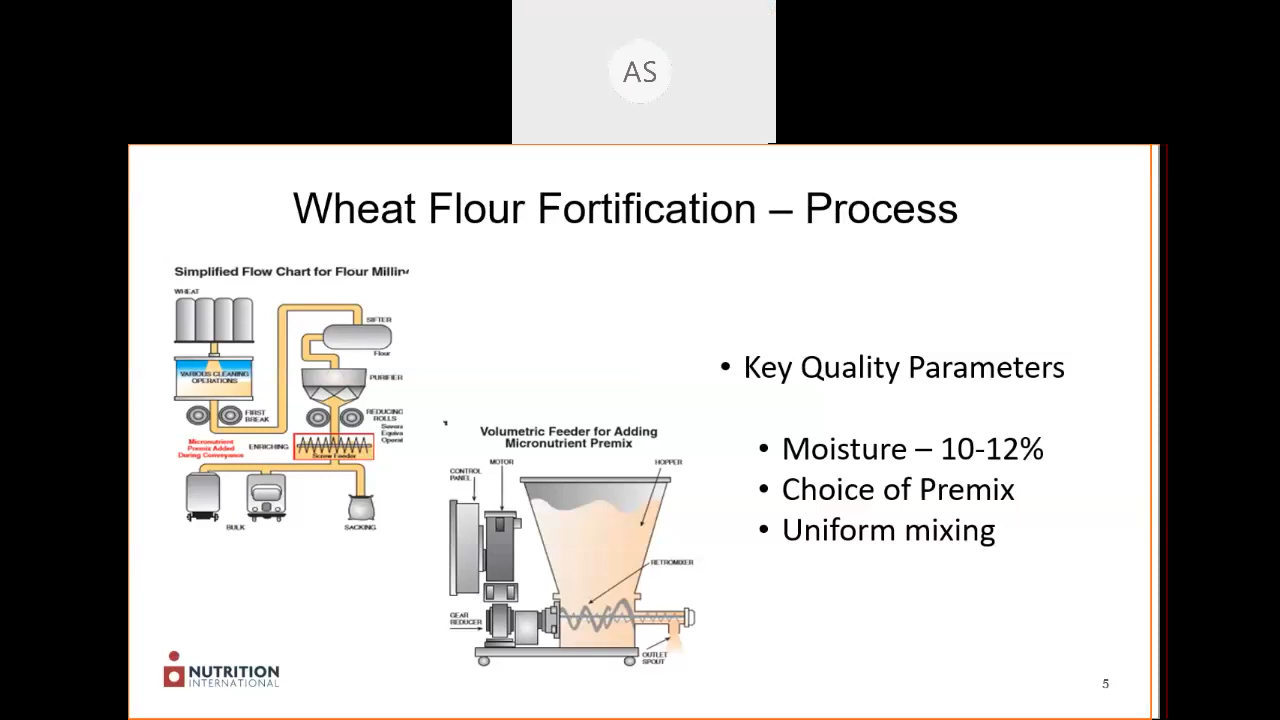 AS
Wheat Flour Fortification – Process
Simplified Flow Chart for Flour
WHEAT
SIFTER
Flour
VARIOUS CLEANING
OPERATIONS
PURIFIER
FIRST
BREAK
REDUCING
ROLLS
Micronutrient
Premix Added
During Conveyance
ENRICHING
Screw Feeder
BULK
SACKING
Volumetric Feeder for Adding
Micronutrient Premix
MOTOR
HOPPER
CONTROL
PANEL
RETROMIXER
GEAR
REDUCER
OUTLET
SPOUT
• Key Quality Parameters
• Moisture – 10-12%
• Choice of Premix
• Uniform mixing
NUTRITION
INTERNATIONAL
5